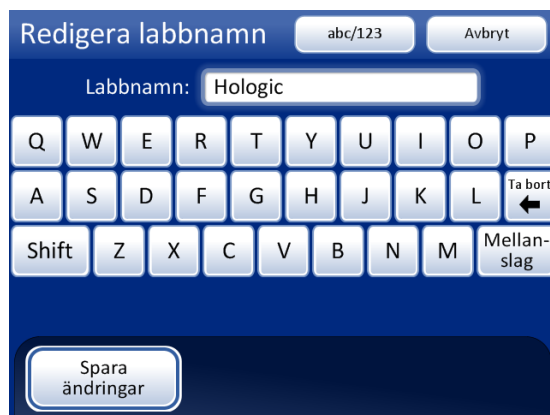 Redigera labbnamn abc/123 Avbryt
Labbnamn: Hologic
Q W E R T Y U I O P
A S D F G H J K L Ta bort
Shift Z X C V B N M Mellan-
slag
Spara
ändringar